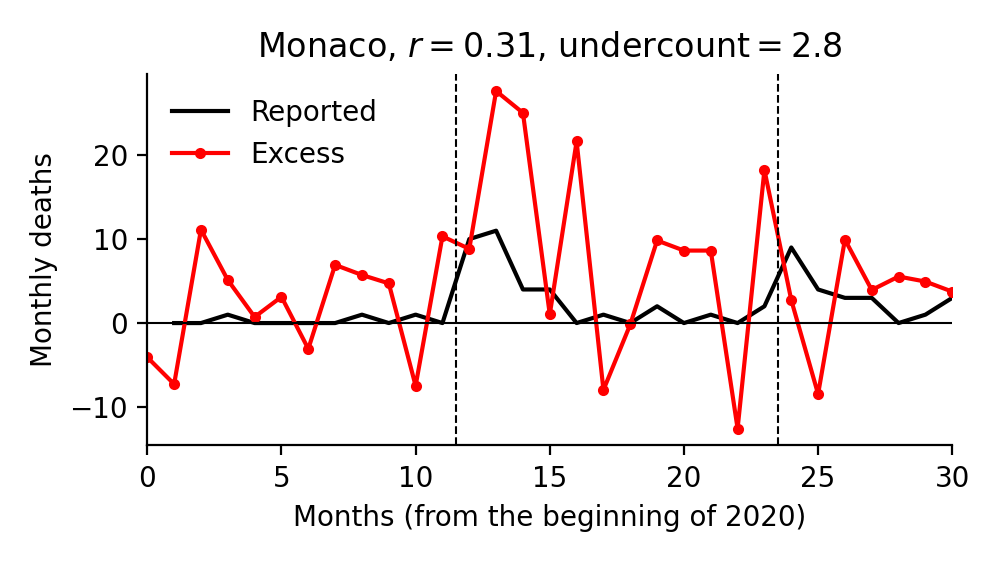 Monaco, r = 0.31, undercount = 2.8
Reported
Excess
Monthly deaths
20
10
0
−10
0 5 10 15 20 25 30
Months (from the beginning of 2020)